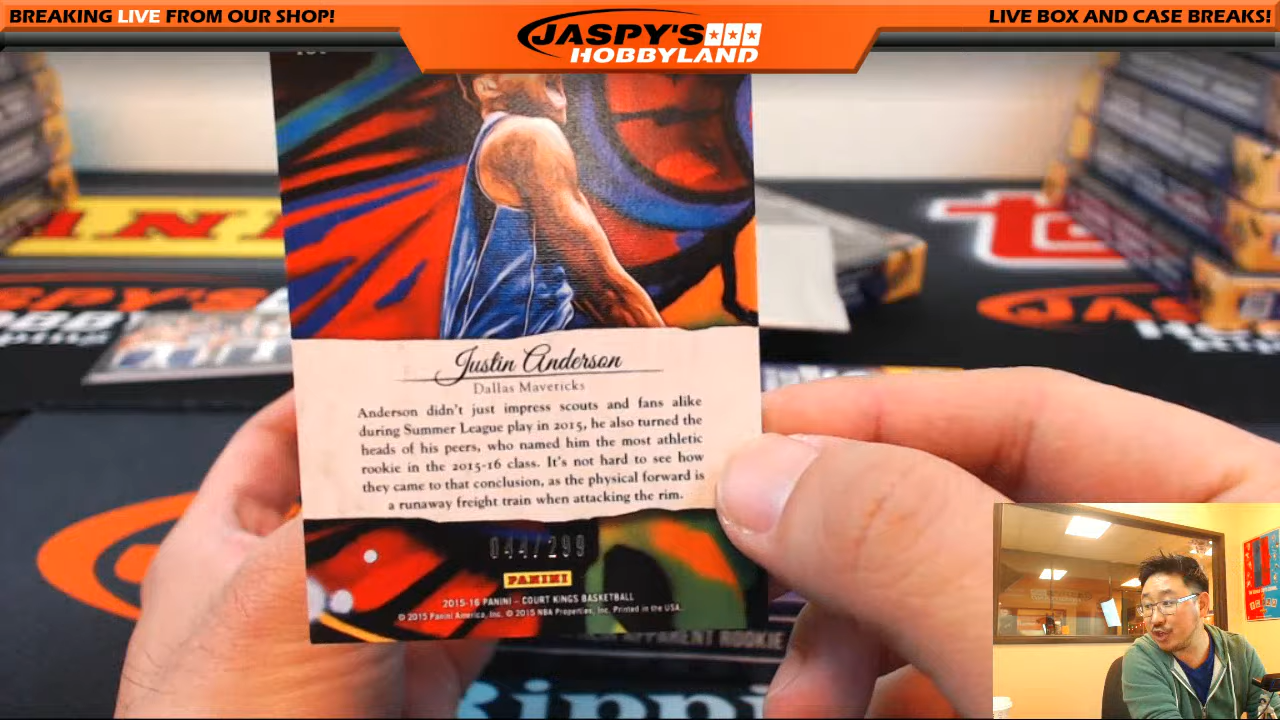 BREAKING LIVE FROM OUR SHOP!
JASPY'S
HOBBYLAND
LIVE BOX AND CASE BREAKS!
Justin Anderson
Dallas Mavericks
Anderson didn't just impress scouts and fans alike
during Summer League play in 2015, he also turned the
heads of his peers, who named him the most athletic
rookie in the 2015-16 class. It's not hard to see how
they came to that conclusion, as the physical forward is
a runaway freight train when attacking the rim.
044/299
PANINI
2015-16 PANINI – COURT KINGS BASKETBALL
© 2015 Panini America, Inc. © 2015 NBA Properties, Inc. Printed in the USA.
ROOKIE